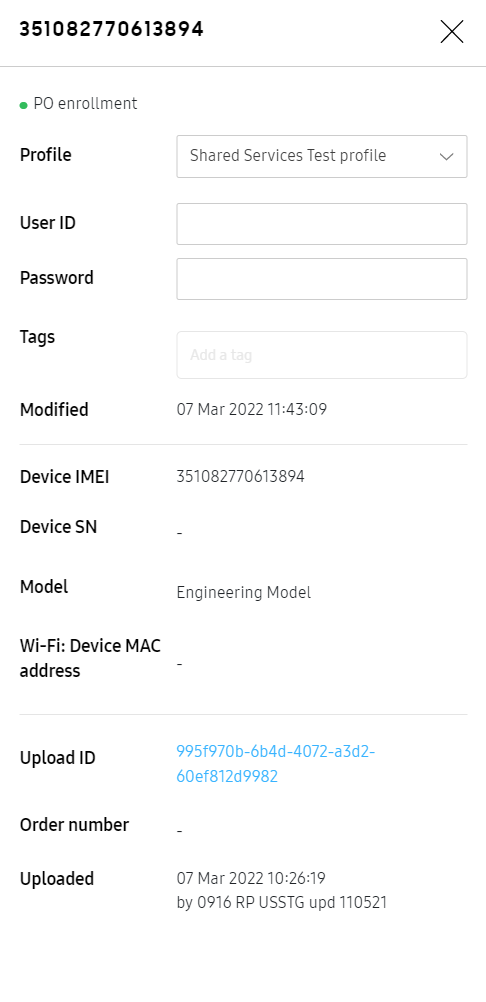 351082770613894
PO enrollment
Profile
Shared Services Test profile
User ID
Password
Tags
Add a tag
Modified
07 Mar 2022 11:43:09
Device IMEI
351082770613894
Device SN
-
Model
Engineering Model
Wi-Fi: Device MAC
address
-
Upload ID
995f970b-6b4d-4072-a3d2-
60ef812d9982
Order number
-
Uploaded
07 Mar 2022 10:26:19
by 0916 RP USSTG upd 110521